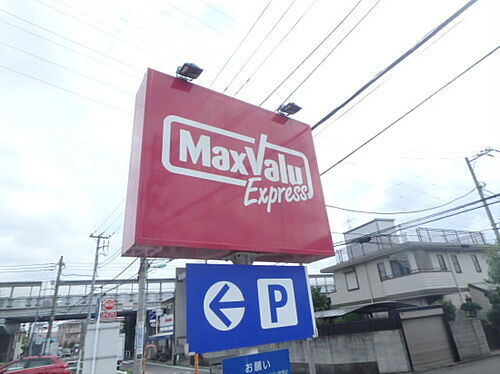 MaxValu
Express
P
お願い